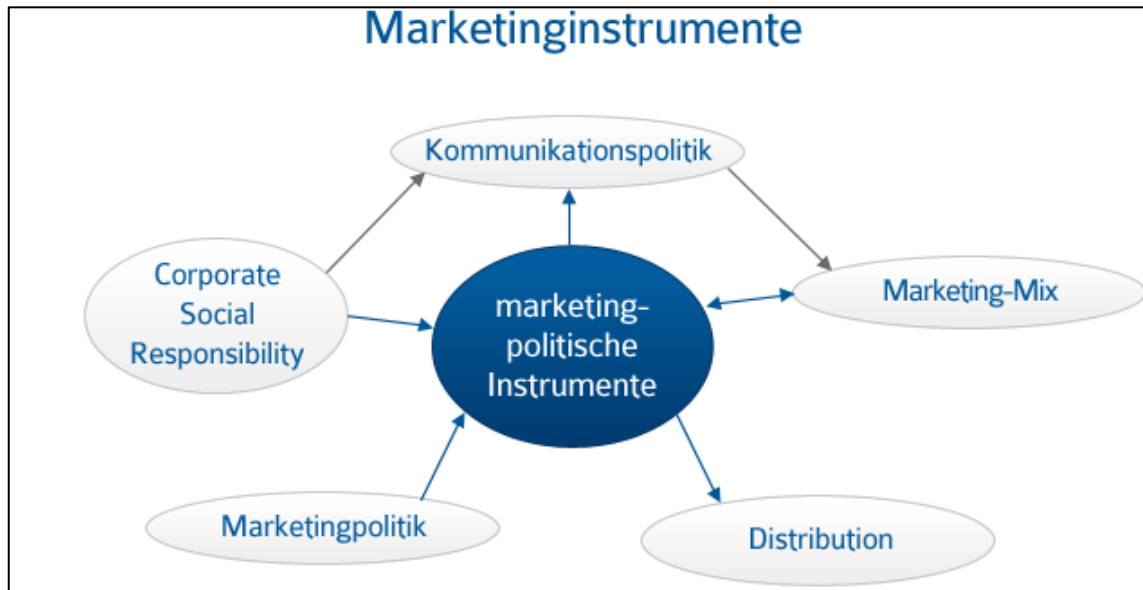 Marketinginstrumente
Kommunikationspolitik
Corporate
Social
Responsibility
marketing-
politische
Instrumente
Marketing-Mix
Marketingpolitik
Distribution